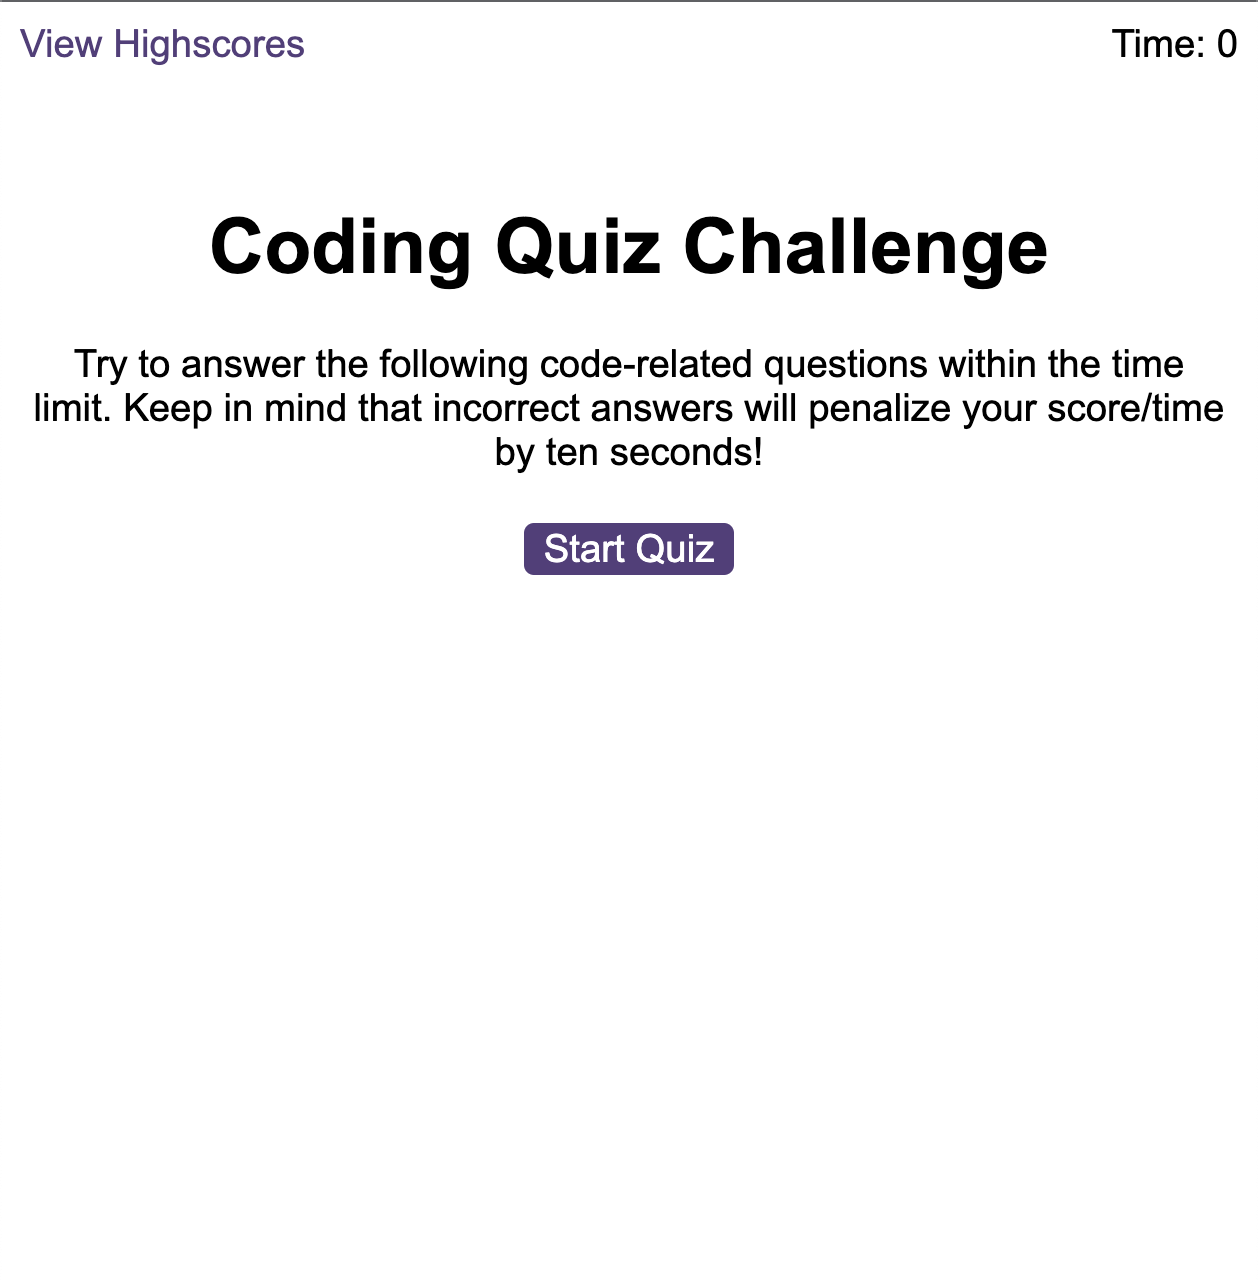 View Highscores
Time: 0
Coding Quiz Challenge
Try to answer the following code-related questions within the time
limit. Keep in mind that incorrect answers will penalize your score/time
by ten seconds!
Start Quiz